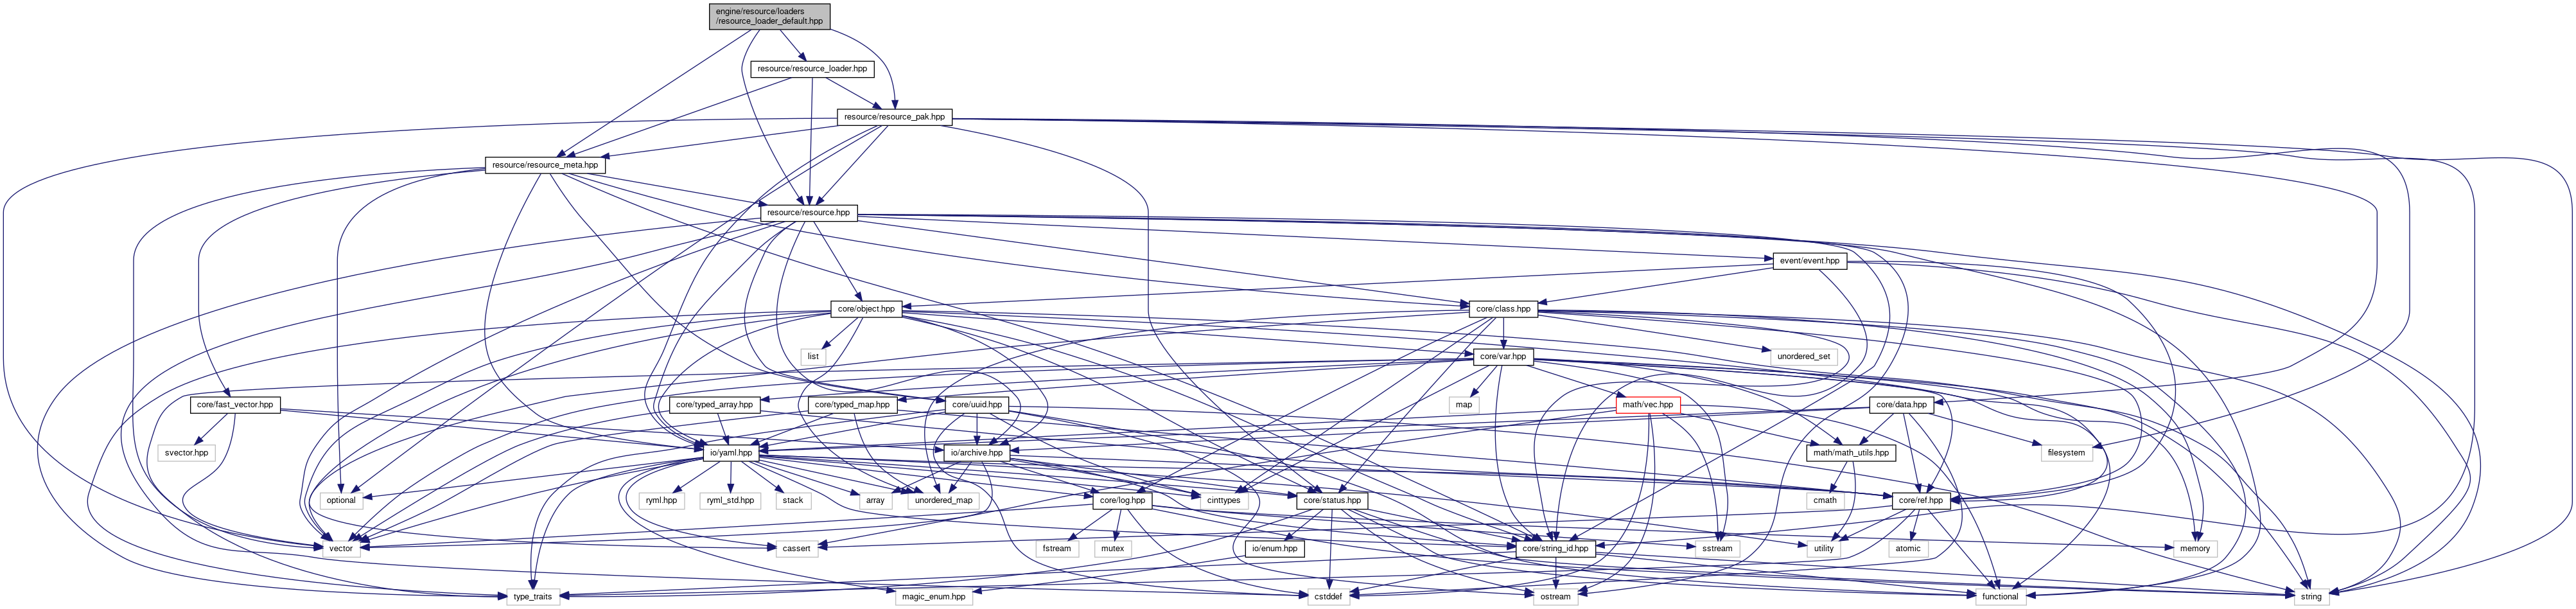 engine/resource/loaders
/resource_loader_default.hpp
resource/resource_loader.hpp
resource/resource_pak.hpp
resource/resource_meta.hpp
resource/resource.hpp
event/event.hpp
core/object.hpp
core/class.hpp
list
core/var.hpp
unordered_set
core/fast_vector.hpp
core/typed_array.hpp
core/typed_map.hpp
core/uuid.hpp
map
math/vec.hpp
core/data.hpp
svector.hpp
io/yaml.hpp
io/archive.hpp
math/math_utils.hpp
filesystem
optional
ryml.hpp
ryml_std.hpp
stack
array
unordered_map
core/log.hpp
cinttypes
core/status.hpp
cmath
core/ref.hpp
vector
cassert
fstream
mutex
io/enum.hpp
core/string_id.hpp
sstream
utility
atomic
memory
type_traits
magic_enum.hpp
cstddef
ostream
functional
string